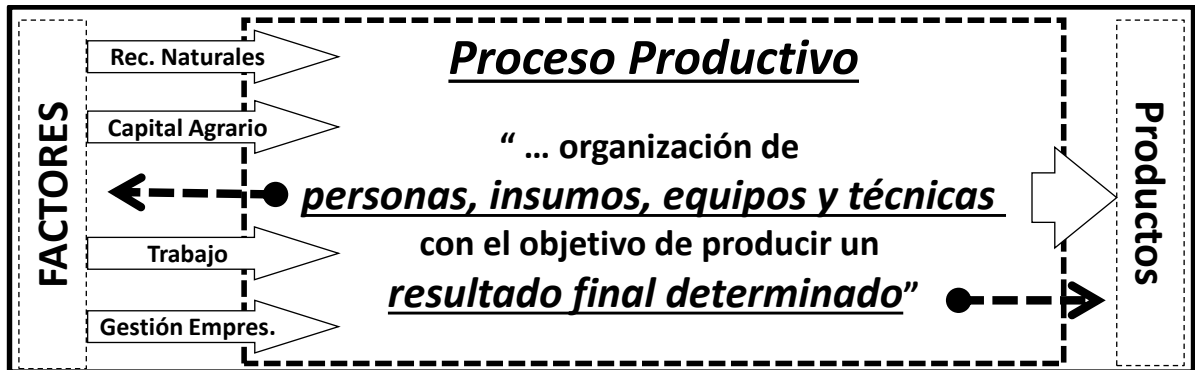 FACTORES
Rec. Naturales
Capital Agrario
Trabajo
Gestión Empres.
Proceso Productivo
“ ... organización de
personas, insumos, equipos y técnicas
con el objetivo de producir un
resultado final determinado”
Productos